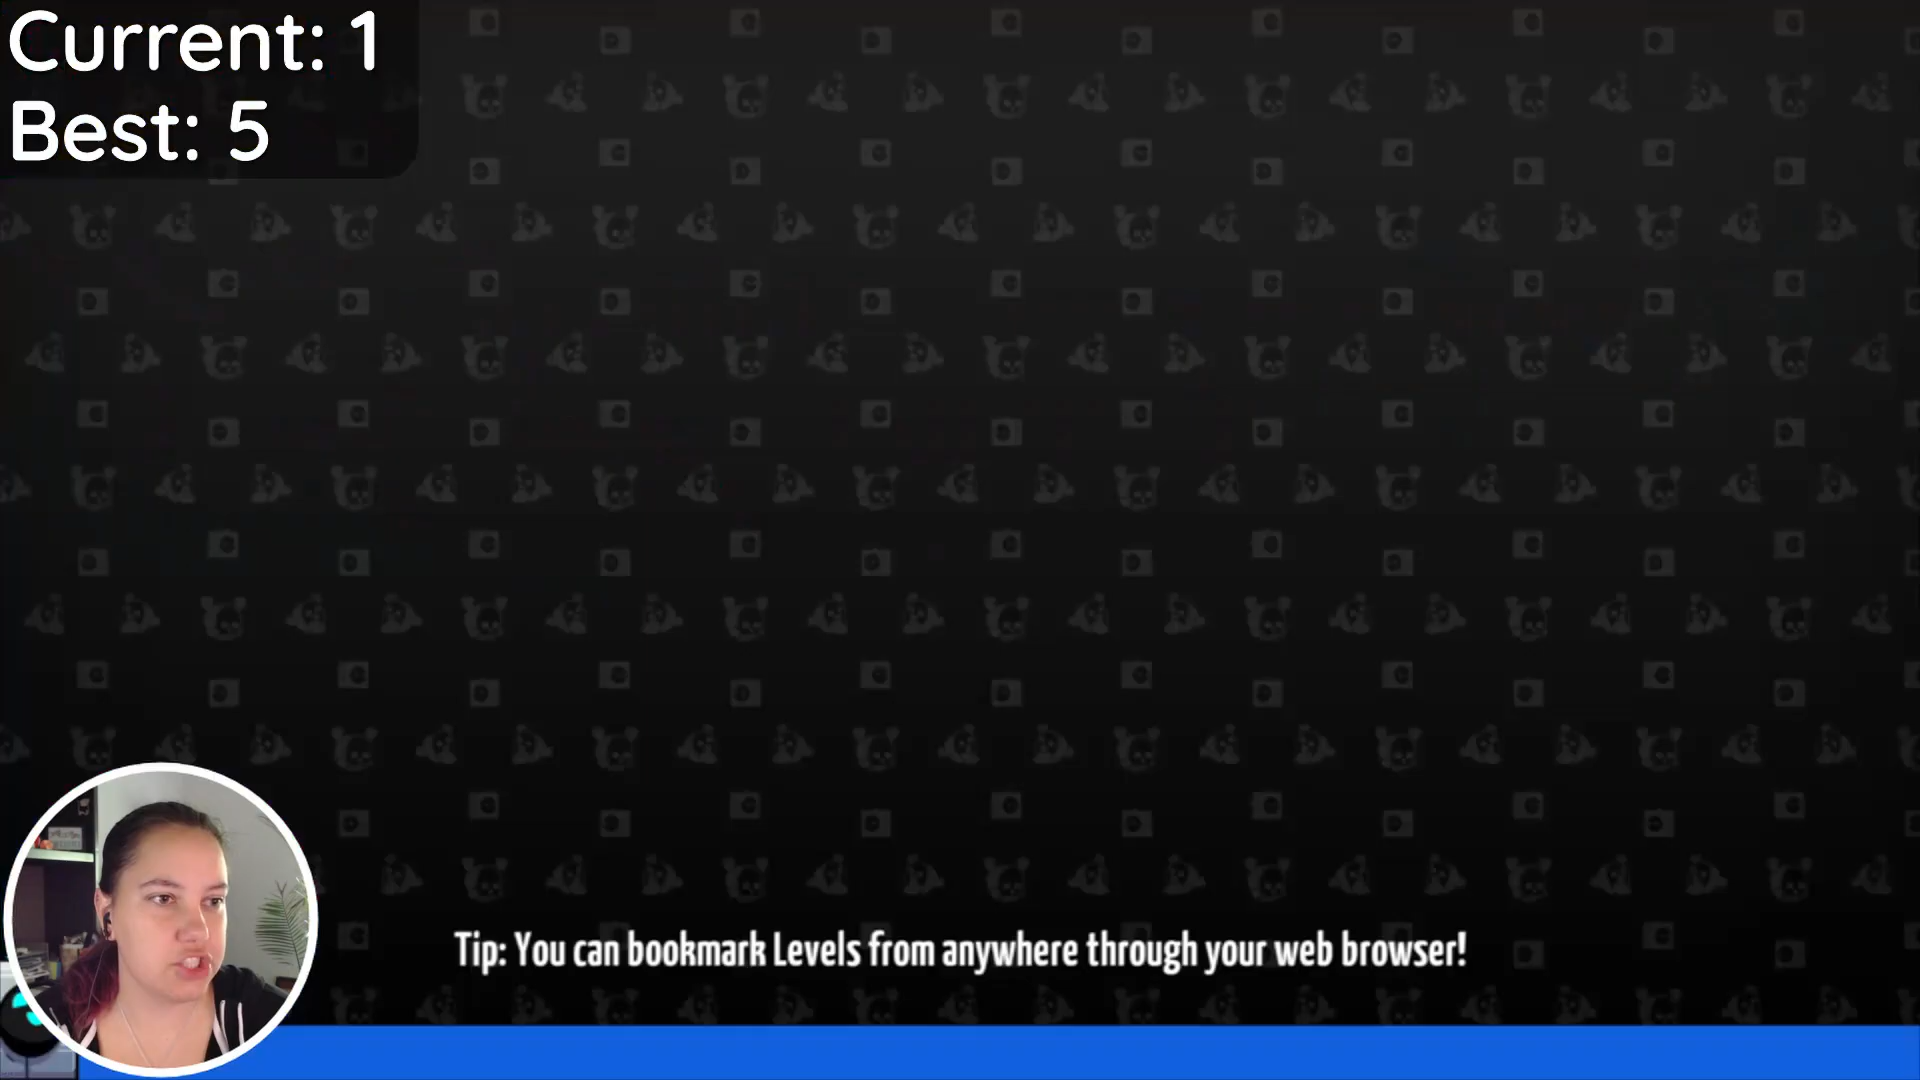 Current: 1
Best: 5
Tip: You can bookmark Levels from anywhere through your web browser!